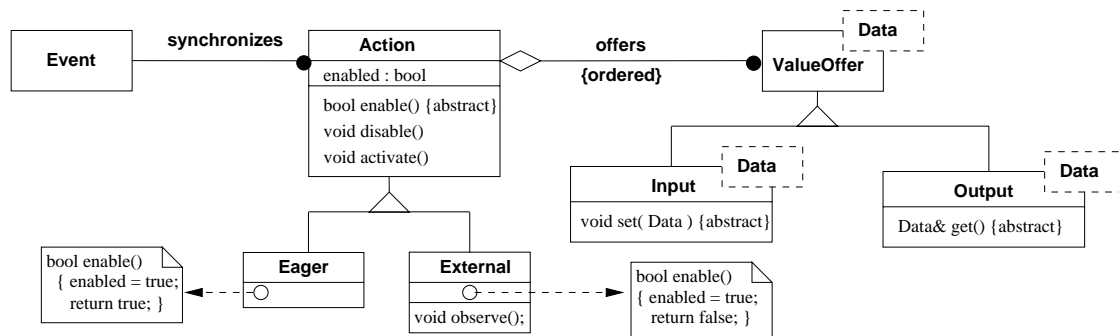 Event
synchronizes
Action
enabled : bool
bool enable() {abstract}
void disable()
void activate()
offers
{ordered}
Data
ValueOffer
Data
Input
void set( Data ) {abstract}
Data
Output
Data& get() {abstract}
bool enable()
{ enabled = true;
return true; }
Eager
External
void observe();
bool enable()
{ enabled = true;
return false; }